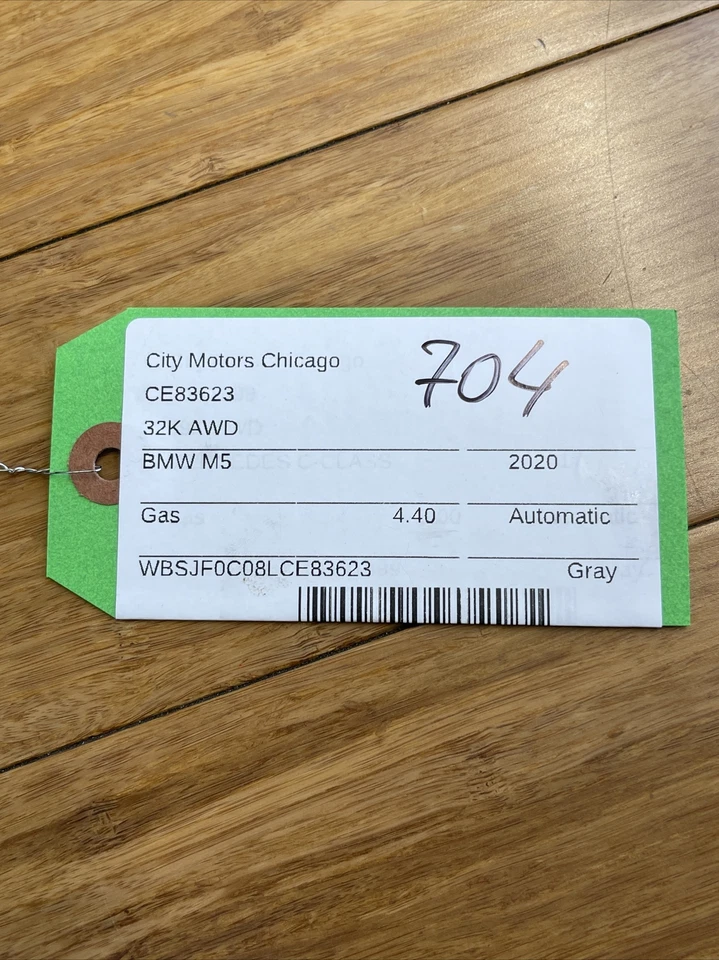 City Motors Chicago
704
CE83623
32K AWD
BMW M5 2020
Gas 4.40 Automatic
WBSJF0C08LCE83623 Gray